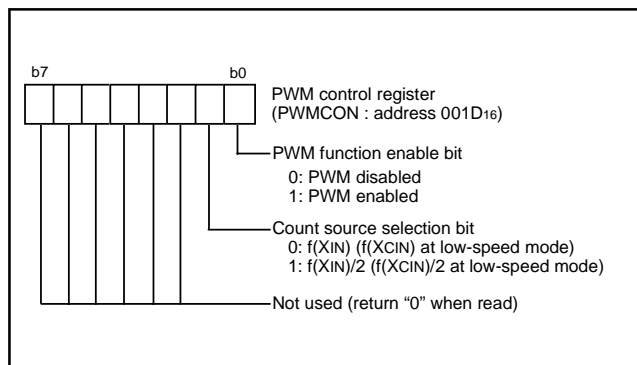 b7 b0
PWM control register
(PWMCON : address 001D16)
PWM function enable bit
0: PWM disabled
1: PWM enabled
Count source selection bit
0: f(XIN) (f(XCIN) at low-speed mode)
1: f(XIN)/2 (f(XCIN)/2 at low-speed mode)
Not used (return “0” when read)